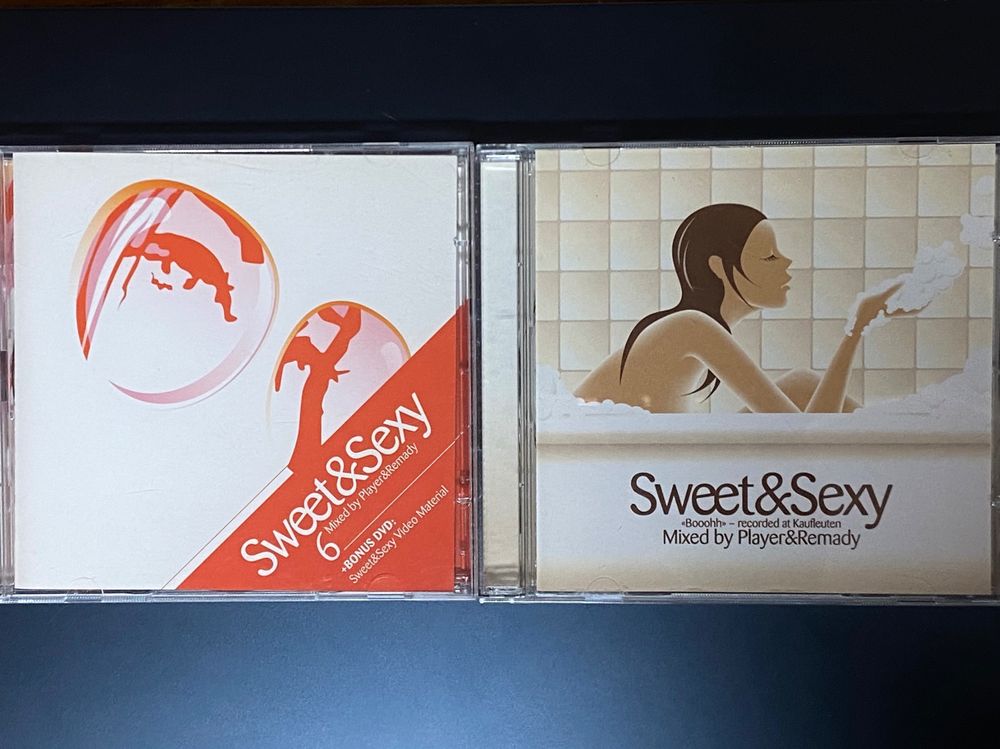 Sweet&Sexy
6 Mixed by Player&Remady
+BONUS DVD:
Sweet&Sexy Video Material
Sweet&Sexy
«Booohh» – recorded at Kaufleuten
Mixed by Player&Remady